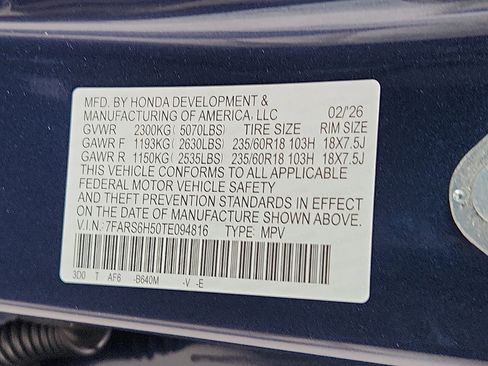 MFD. BY HONDA DEVELOPMENT &
MANUFACTURING OF AMERICA, LLC 02/'26
GVWR 2300KG( 5070LBS) TIRE SIZE RIM SIZE
GAWR F 1193KG( 2630LBS) 235/60R18 103H 18X7.5J
GAWR R 1150KG( 2535LBS) 235/60R18 103H 18X7.5J
THIS VEHICLE CONFORMS TO ALL APPLICABLE
FEDERAL MOTOR VEHICLE SAFETY
AND THEFT PREVENTION STANDARDS IN EFFECT
ON THE DATE OF MANUFACTURE SHOWN ABOVE.
V.I.N.: 7FARS6H50TE094816 TYPE: MPV
3D0 T AF6 -B640M -V -E